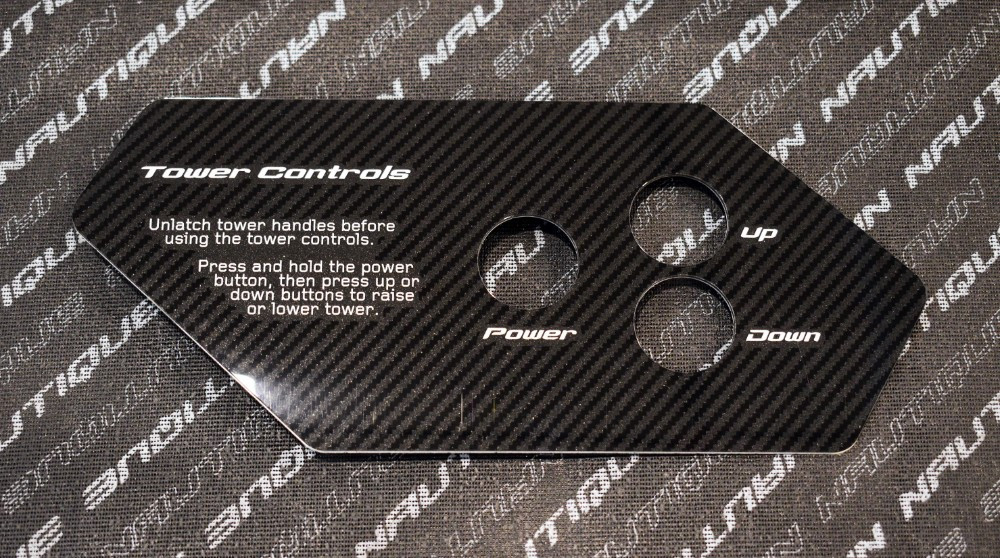 Tower Controls
Unlatch tower handles before
using the tower controls.
Press and hold the power
button, then press up or
down buttons to raise
or lower tower.
Power
Up
Down
NAUTIQUE